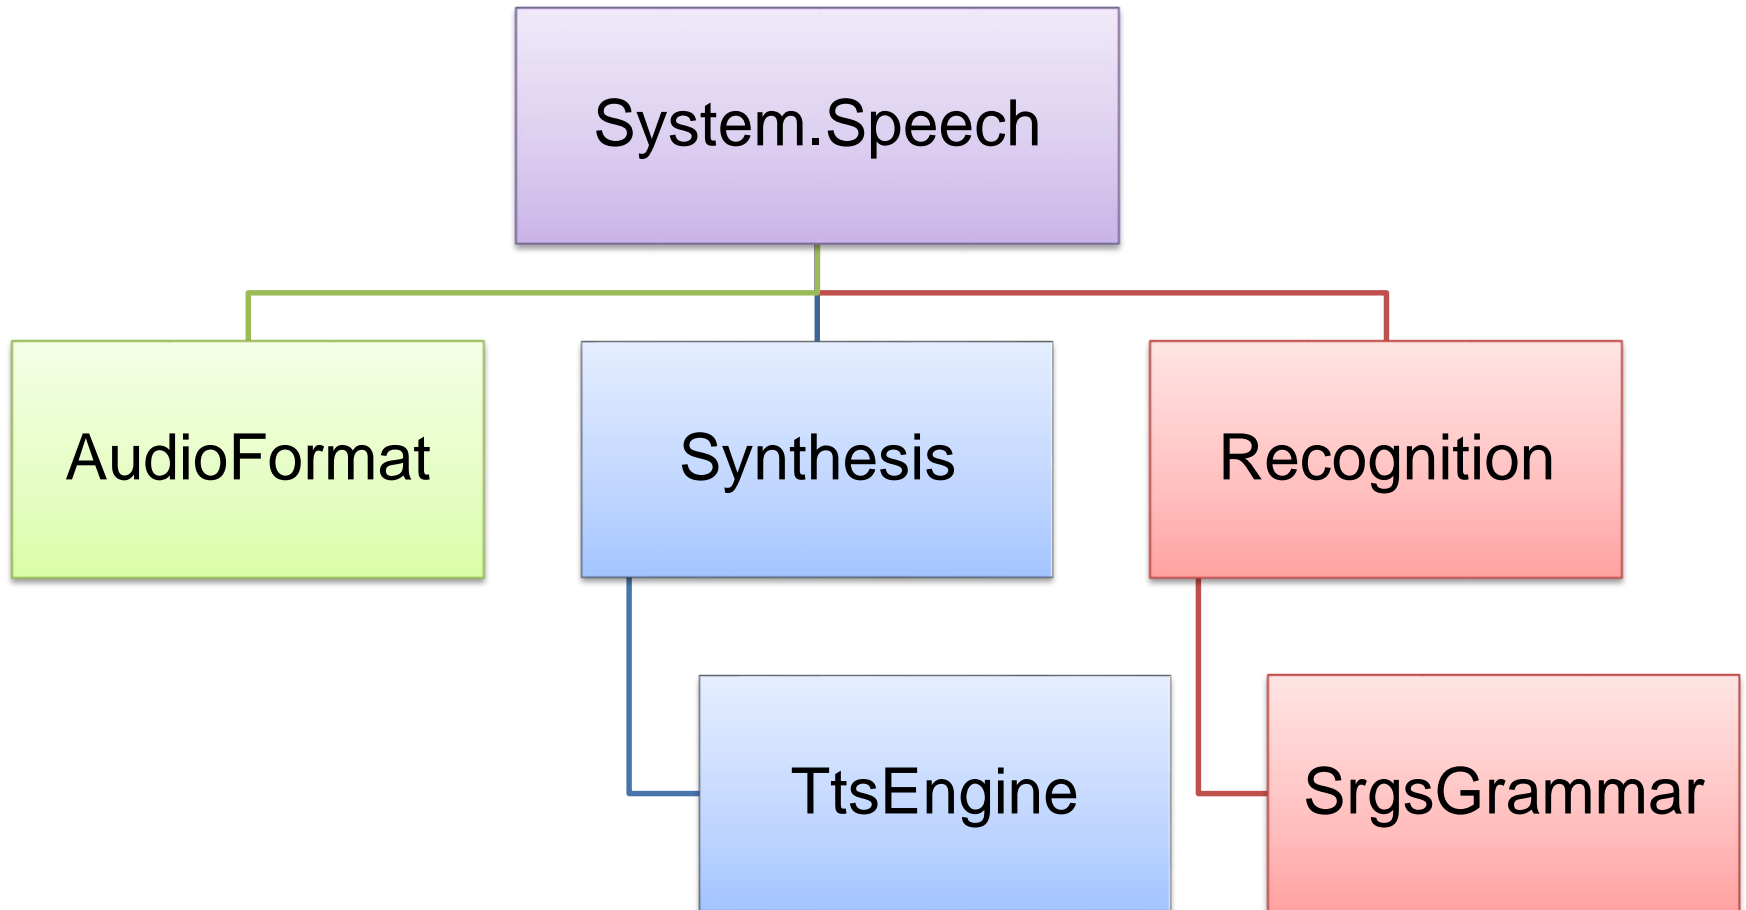 System.Speech
AudioFormat
Synthesis
Recognition
TtsEngine
SrgsGrammar